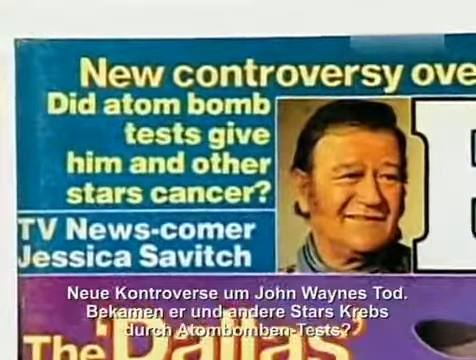 New controversy ove
Did atom bomb
tests give
him and other
stars cancer?
TV News-comer
Jessica Savitch
Neue Kontroverse um John Waynes Tod.
Bekamen er und andere Stars Krebs
durch Atombomben-Tests?
The 'Dallas'